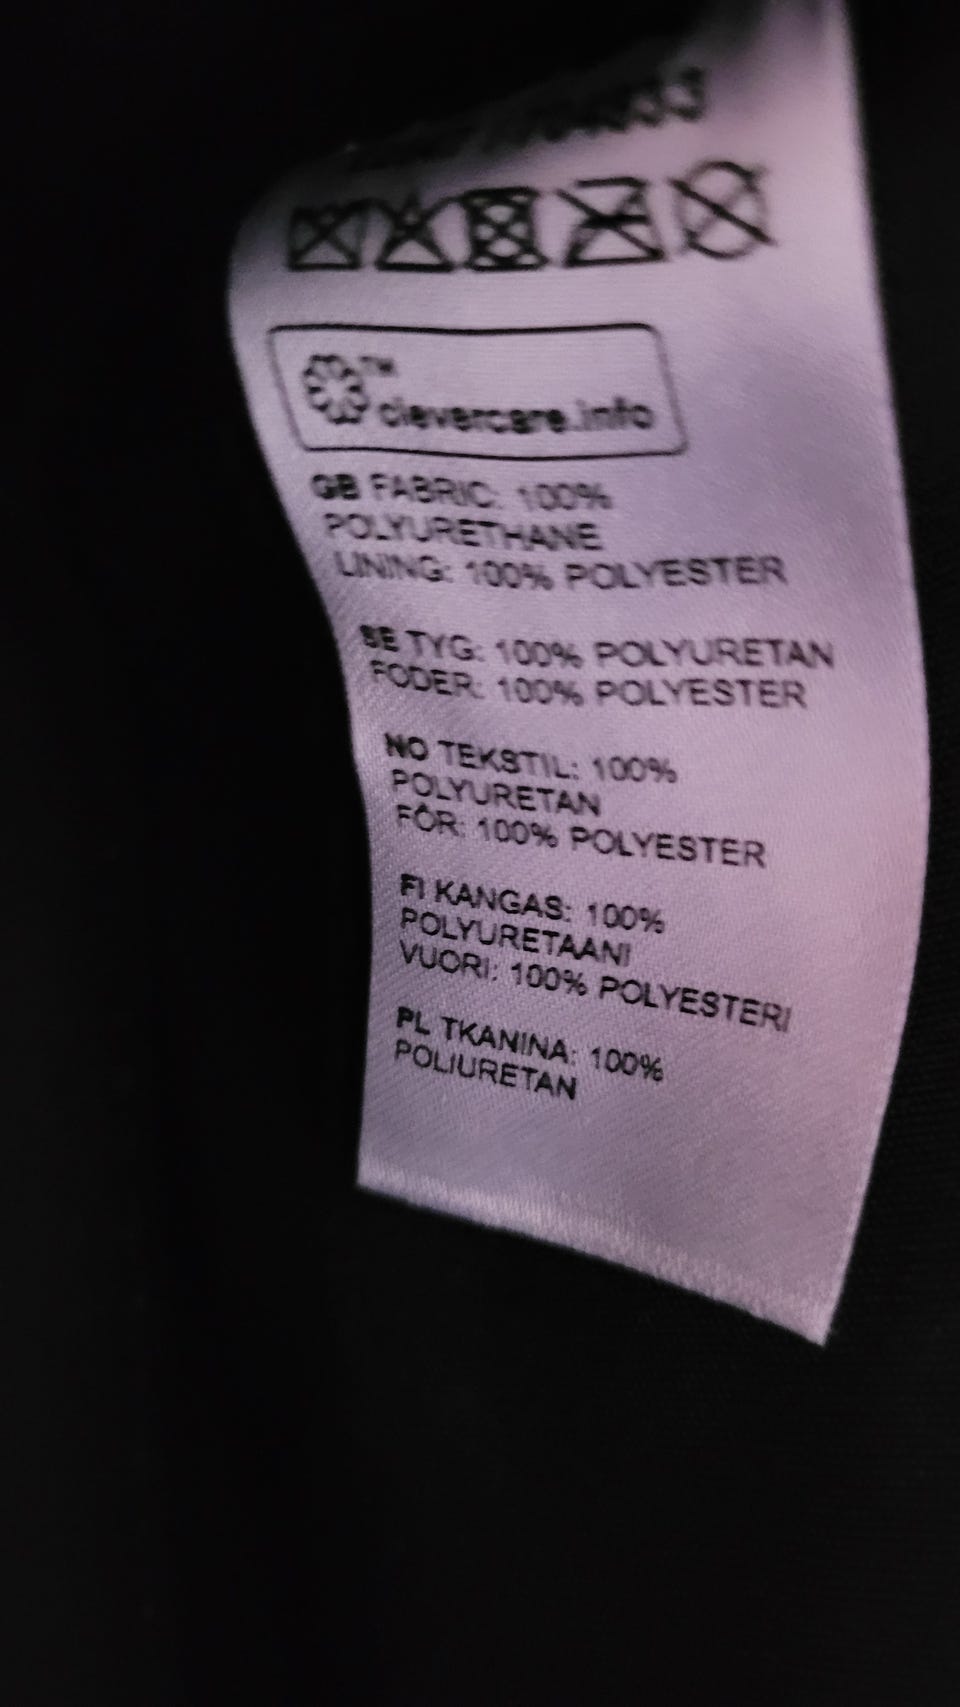 TM
clevercare.info
GB FABRIC: 100%
POLYURETHANE
LINING: 100% POLYESTER
SE TYG: 100% POLYURETAN
FODER: 100% POLYESTER
NO TEKSTIL: 100%
POLYURETAN
FÔR: 100% POLYESTER
FI KANGAS: 100%
POLYURETAANI
VUORI: 100% POLYESTERI
PL TKANINA: 100%
POLIURETAN